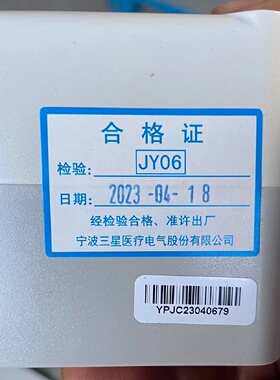 合格证
检验: JY06
日期: 2023-04-18
经检验合格、准许出厂
宁波三星医疗电气股份有限公司
YPJC23040679